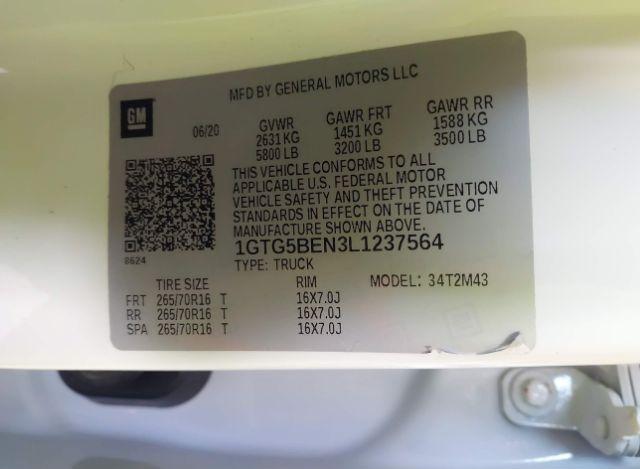 MFD BY GENERAL MOTORS LLC
GM
06/20 GVWR GAWR FRT GAWR RR
2631 KG 1451 KG 1588 KG
5800 LB 3200 LB 3500 LB
THIS VEHICLE CONFORMS TO ALL
APPLICABLE U.S. FEDERAL MOTOR
VEHICLE SAFETY AND THEFT PREVENTION
STANDARDS IN EFFECT ON THE DATE OF
MANUFACTURE SHOWN ABOVE.
8624
1GTG5BEN3L1237564
TYPE: TRUCK
TIRE SIZE RIM MODEL: 34T2M43
FRT 265/70R16 T 16X7.0J
RR 265/70R16 T 16X7.0J
SPA 265/70R16 T 16X7.0J